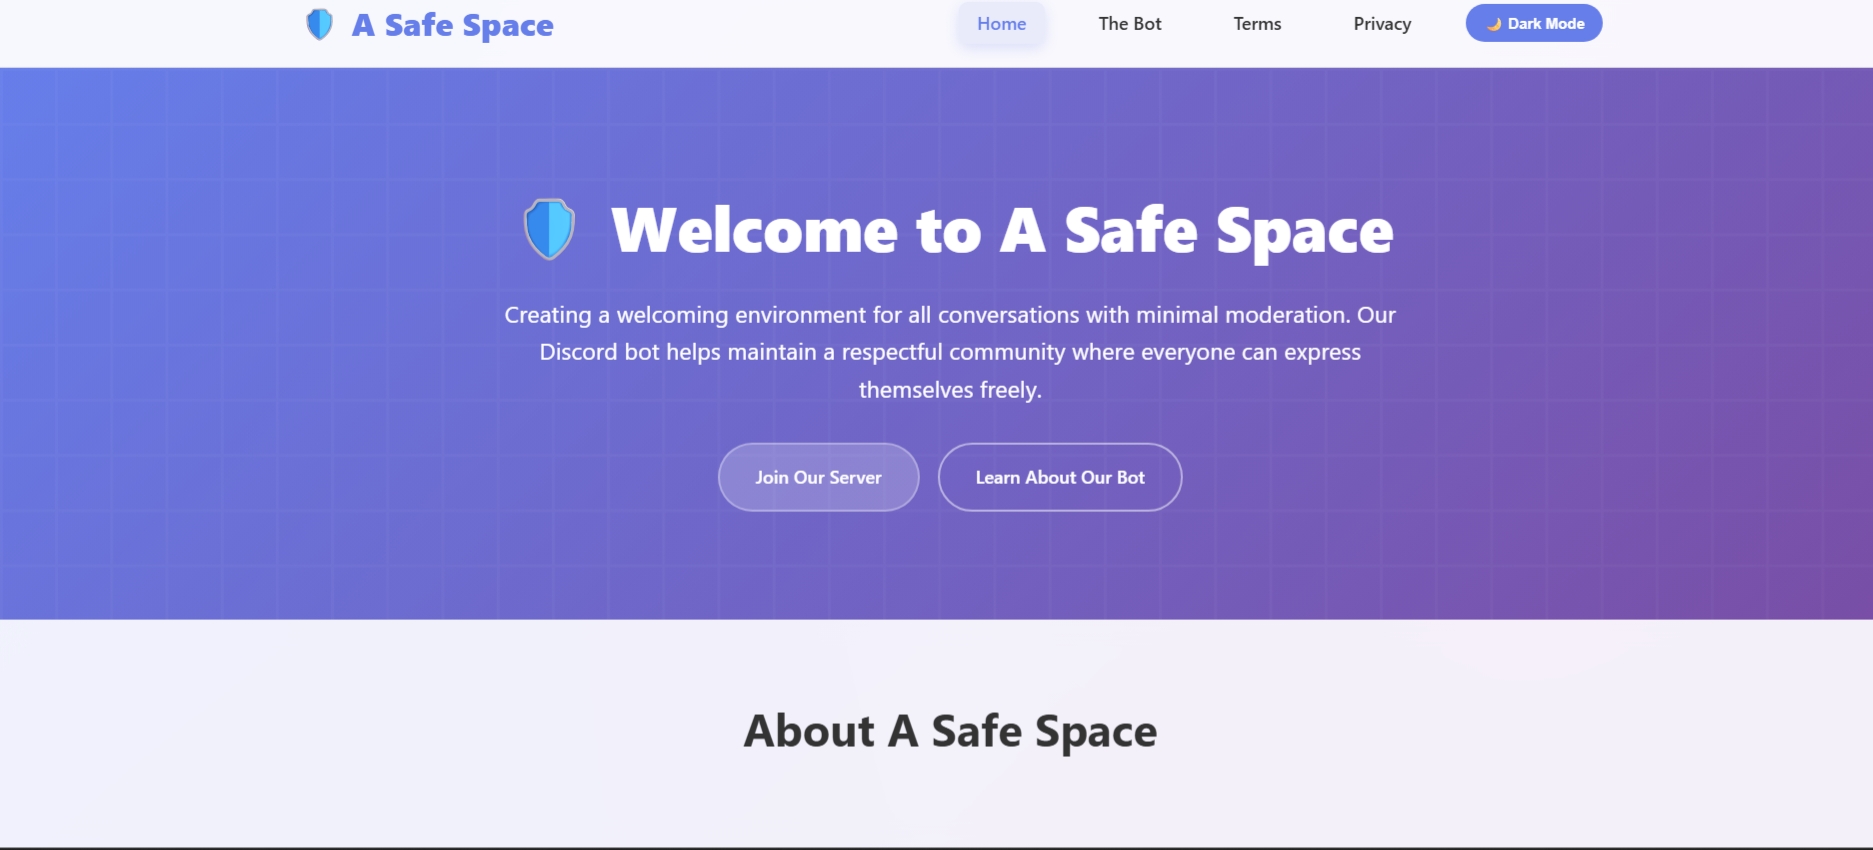 A Safe Space
Home
The Bot
Terms
Privacy
Dark Mode
Welcome to A Safe Space
Creating a welcoming environment for all conversations with minimal moderation. Our
Discord bot helps maintain a respectful community where everyone can express
themselves freely.
Join Our Server
Learn About Our Bot
About A Safe Space